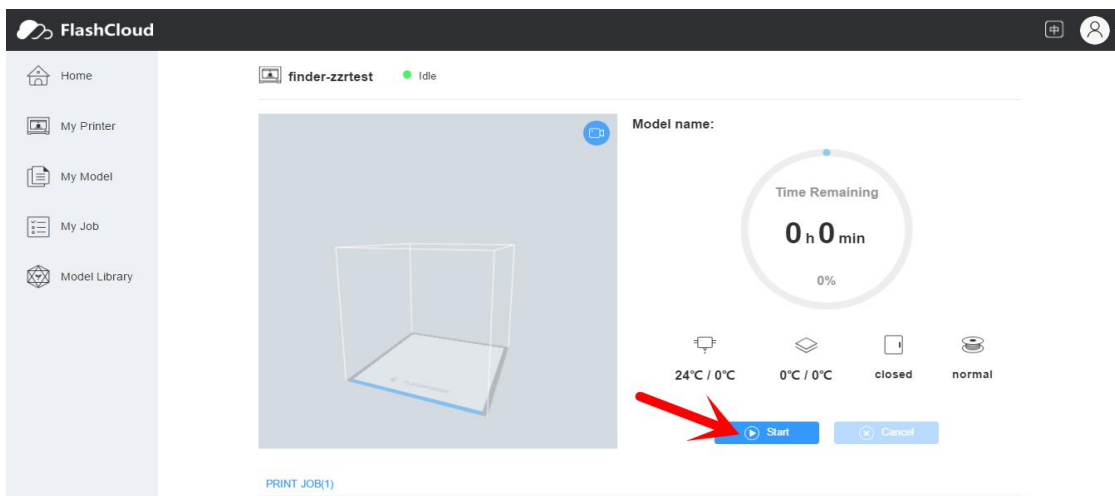 FlashCloud
中
Home
My Printer
My Model
My Job
Model Library
finder-zzrtest
Idle
Model name:
Time Remaining
0 h 0 min
0%
24℃ / 0℃
0℃ / 0℃
closed
normal
Start
Cancel
PRINT JOB(1)